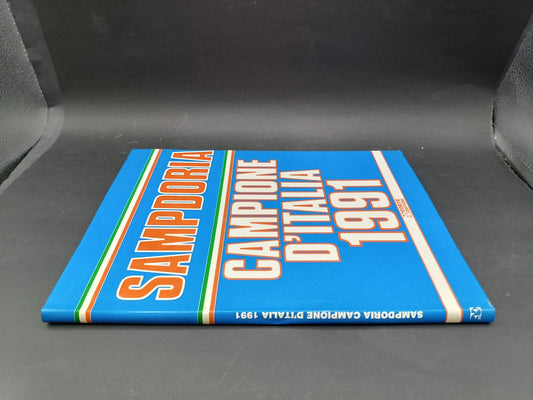 SAMPDORIA
CAMPIONE
D'ITALIA
1991
SAMPDORIA CAMPIONE D'ITALIA 1991